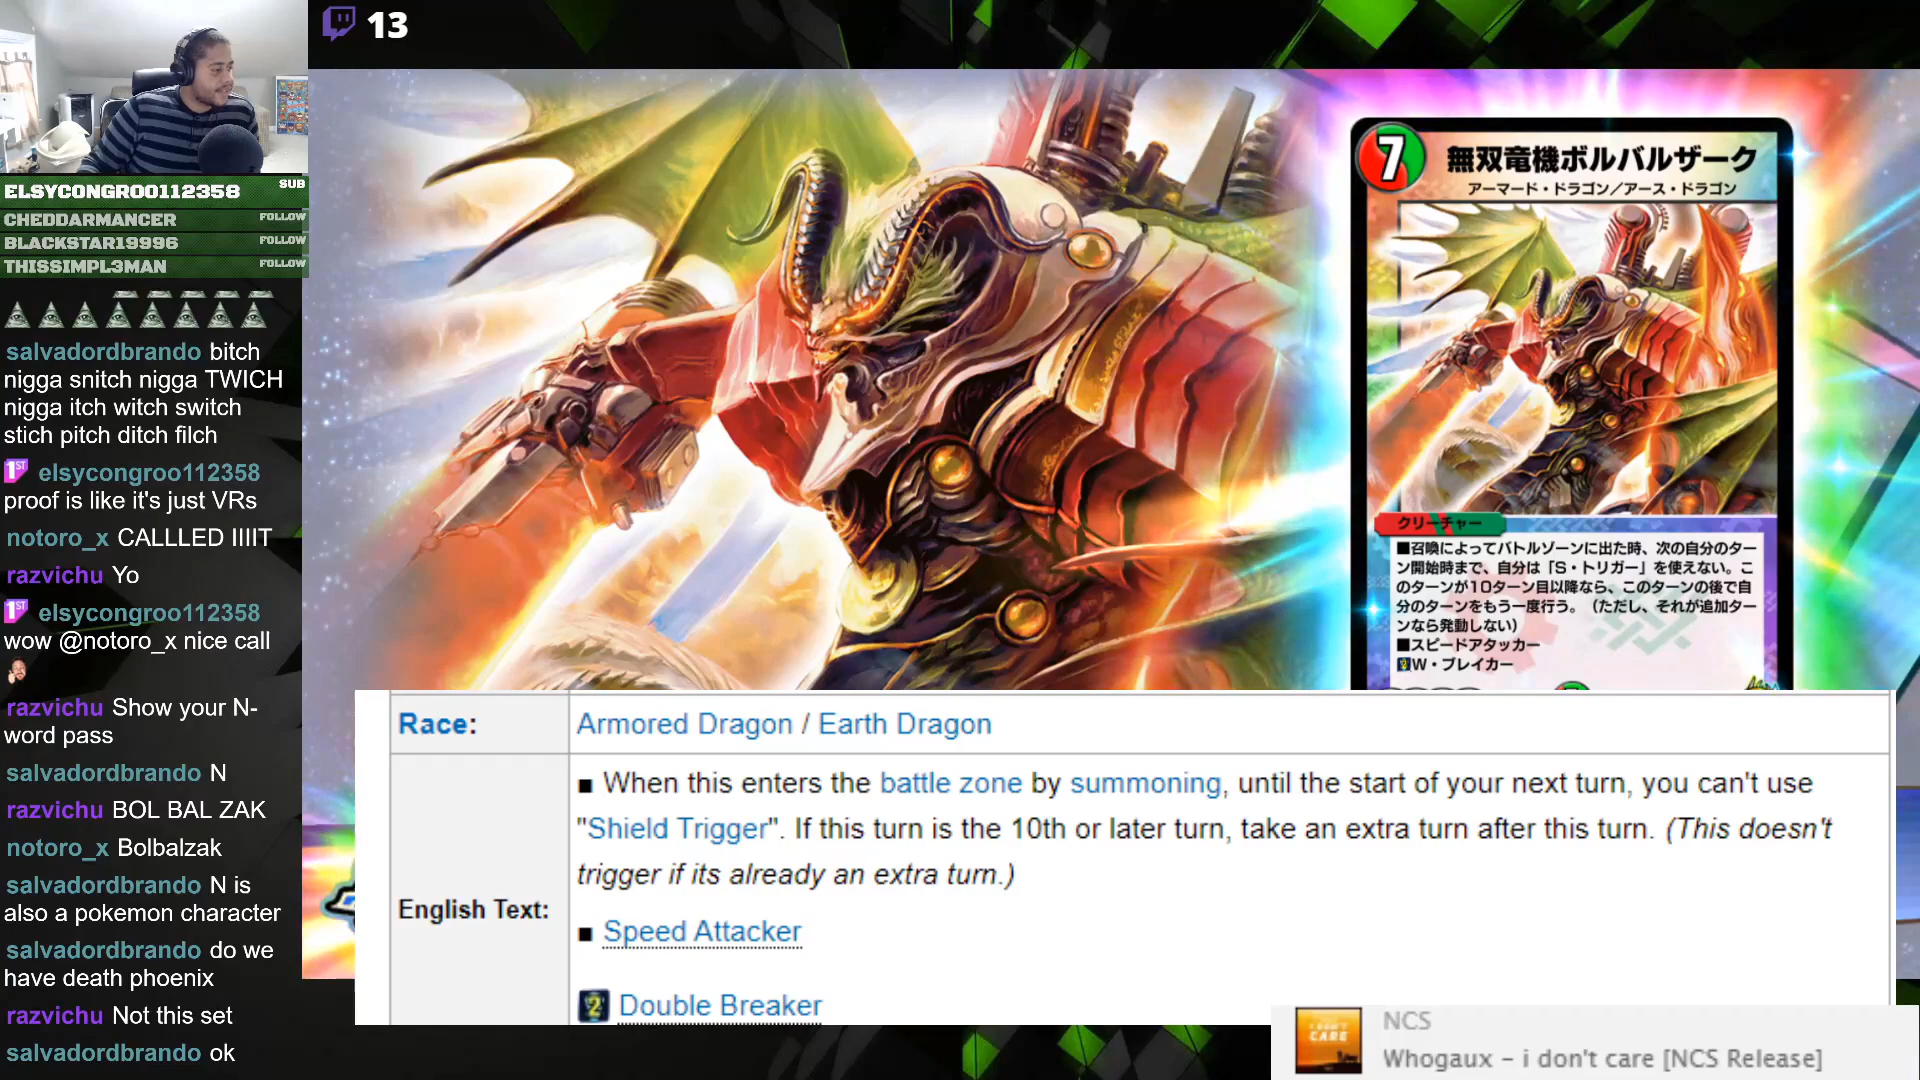 13
ELSYCONGROO112358 SUB
CHEDDARMANCER FOLLOW
BLACKSTAR19996 FOLLOW
THISSIMPL3MAN FOLLOW
salvadordbrando bitch
nigga snitch nigga TWICH
nigga itch witch switch
stich pitch ditch filch
1ST elsycongroo112358
proof is like it's just VRs
notoro_x CALLLED IIIIT
razvichu Yo
1ST elsycongroo112358
wow @notoro_x nice call
razvichu Show your N-
word pass
salvadordbrando N
razvichu BOL BAL ZAK
notoro_x Bolbalzak
salvadordbrando N is
also a pokemon character
salvadordbrando do we
have death phoenix
razvichu Not this set
salvadordbrando ok
7
無双竜機ボルバルザーク
アーマード・ドラゴン/アース・ドラゴン
クリーチャー
■召喚によってバトルゾーンに出た時、次の自分のター
ン開始時まで、自分は「S・トリガー」を使えない。こ
のターンが10ターン目以降なら、このターンの後で自
分のターンをもう一度行う。(ただし、それが追加ター
ンなら発動しない)
■スピードアタッカー
2 W・ブレイカー
Race: Armored Dragon / Earth Dragon
English Text:
■ When this enters the battle zone by summoning, until the start of your next turn, you can't use
"Shield Trigger". If this turn is the 10th or later turn, take an extra turn after this turn. (This doesn't
trigger if its already an extra turn.)
■ Speed Attacker
2 Double Breaker
I DON'T
CARE
NCS
Whogaux – i don't care [NCS Release]